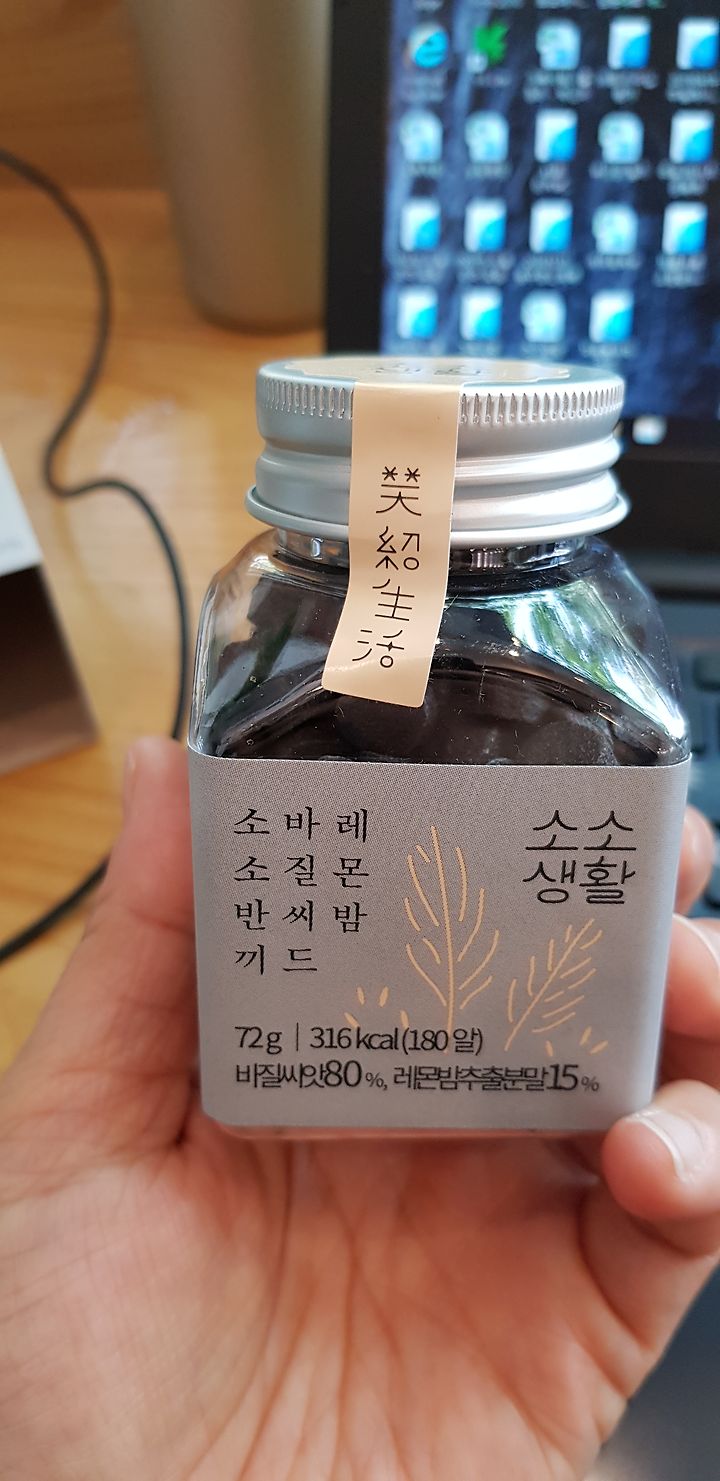 笑紹生活
레몬밤
바질씨드
소소반끼
소소
생활
72g | 316 kcal (180 알)
바질씨앗80%, 레몬밤추출분말15%